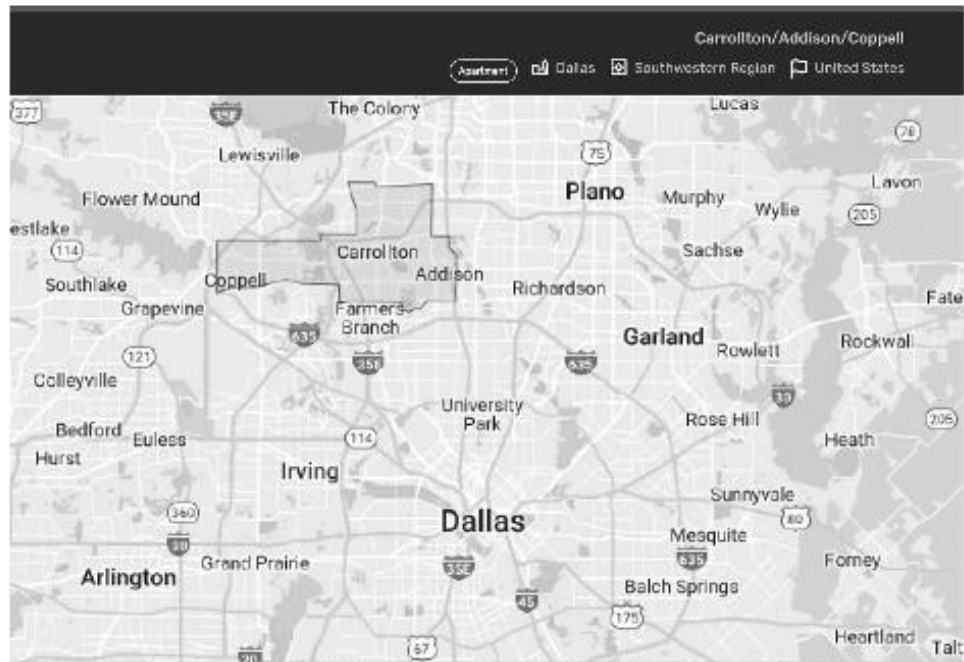 Carrollton/Addison/Coppell
Apartment Dallas Southwestern Region United States
377
35E
The Colony
Lucas
78
Lewisville
75
Plano
Murphy
Lavon
Flower Mound
Wylie
205
estlake
114
Carrollton
Sachse
Coppell
Addison
Southlake
Richardson
Fate
Grapevine
Farmers
Branch
635
Garland
Rockwall
121
35E
635
Rowlett
Colleyville
30
University
Park
Rose Hill
205
Bedford
Euless
114
Heath
Hurst
Irving
Sunnyvale
360
Dallas
80
30
Mesquite
Grand Prairie
35E
635
Forney
Arlington
Balch Springs
45
175
Heartland
67
Talt
20